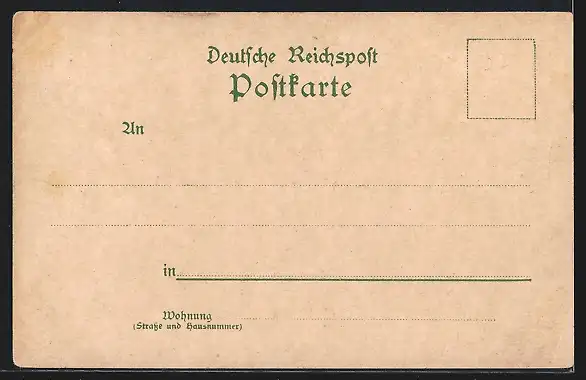 Deutsche Reichspost
Postkarte
An
in
Wohnung
(Straße und Hausnummer)